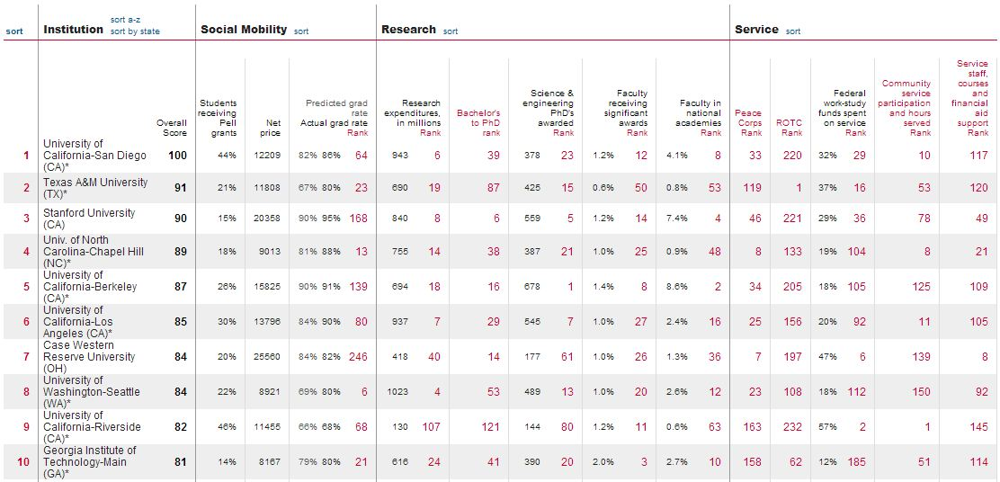 sort Institution sort a-z sort by state Social Mobility sort Research sort Service sort
Overall Score
Students receiving Pell grants
Net price
Predicted grad rate Actual grad rate Rank
Research expenditures, in millions Rank
Bachelor's to PhD rank
Science & engineering PhD's awarded Rank
Faculty receiving significant awards Rank
Faculty in national academies Rank
Peace Corps Rank
ROTC Rank
Federal work-study funds spent on service Rank
Community service participation and hours served Rank
Service staff, courses and financial aid support Rank
1 University of California-San Diego (CA)* 100 44% 12209 82% 86% 64 943 6 39 378 23 1.2% 12 4.1% 8 33 220 32% 29 10 117
2 Texas A&M University (TX)* 91 21% 11808 67% 80% 23 690 19 87 425 15 0.6% 50 0.8% 53 119 1 37% 16 53 120
3 Stanford University (CA) 90 15% 20358 90% 95% 168 840 8 6 559 5 1.2% 14 7.4% 4 46 221 29% 36 78 49
4 Univ. of North Carolina-Chapel Hill (NC)* 89 18% 9013 81% 88% 13 755 14 38 387 21 1.0% 25 0.9% 48 8 133 19% 104 8 21
5 University of California-Berkeley (CA)* 87 26% 15825 90% 91% 139 694 18 16 678 1 1.4% 8 8.6% 2 34 205 18% 105 125 109
6 University of California-Los Angeles (CA)* 85 30% 13796 84% 90% 80 937 7 29 545 7 1.0% 27 2.4% 16 25 156 20% 92 11 105
7 Case Western Reserve University (OH) 84 20% 25560 84% 82% 246 418 40 14 177 61 1.0% 26 1.3% 36 7 197 47% 6 139 8
8 University of Washington-Seattle (WA)* 84 22% 8921 69% 80% 6 1023 4 53 489 13 1.0% 20 2.6% 12 23 108 18% 112 150 92
9 University of California-Riverside (CA)* 82 46% 11455 66% 68% 68 130 107 121 144 80 1.2% 11 0.6% 63 163 232 57% 2 1 145
10 Georgia Institute of Technology-Main (GA)* 81 14% 8167 79% 80% 21 616 24 41 390 20 2.0% 3 2.7% 10 158 62 12% 185 51 114